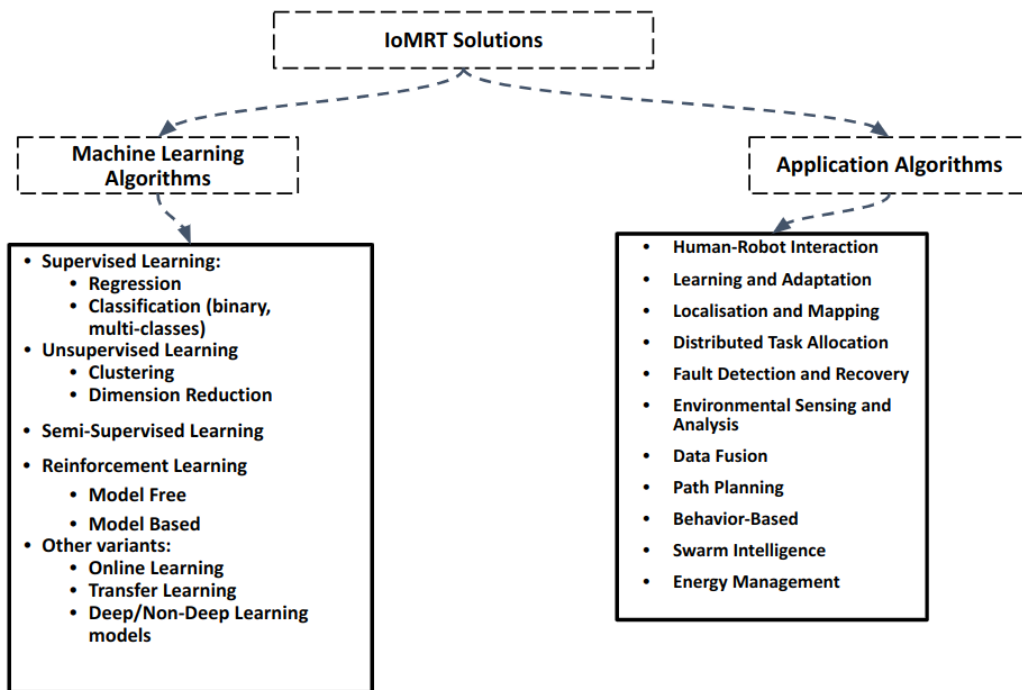 IoMRT Solutions
Machine Learning
Algorithms
• Supervised Learning:
• Regression
• Classification (binary,
multi-classes)
• Unsupervised Learning
• Clustering
• Dimension Reduction
• Semi-Supervised Learning
• Reinforcement Learning
• Model Free
• Model Based
• Other variants:
• Online Learning
• Transfer Learning
• Deep/Non-Deep Learning
models
Application Algorithms
• Human-Robot Interaction
• Learning and Adaptation
• Localisation and Mapping
• Distributed Task Allocation
• Fault Detection and Recovery
• Environmental Sensing and
Analysis
• Data Fusion
• Path Planning
• Behavior-Based
• Swarm Intelligence
• Energy Management